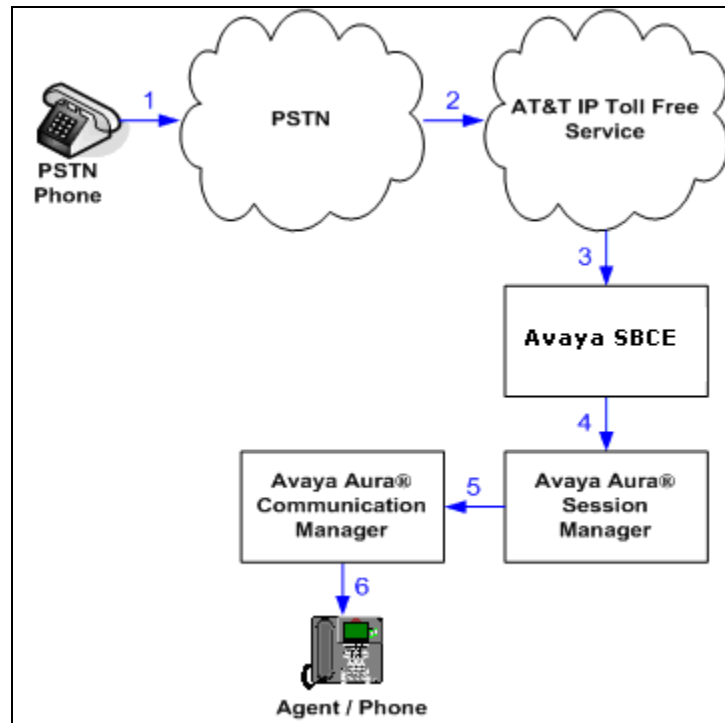 1
2
PSTN
AT&T IP Toll Free
Service
PSTN
Phone
3
Avaya SBCE
4
Avaya Aura®
Communication
Manager
5
Avaya Aura®
Session
Manager
6
Agent / Phone